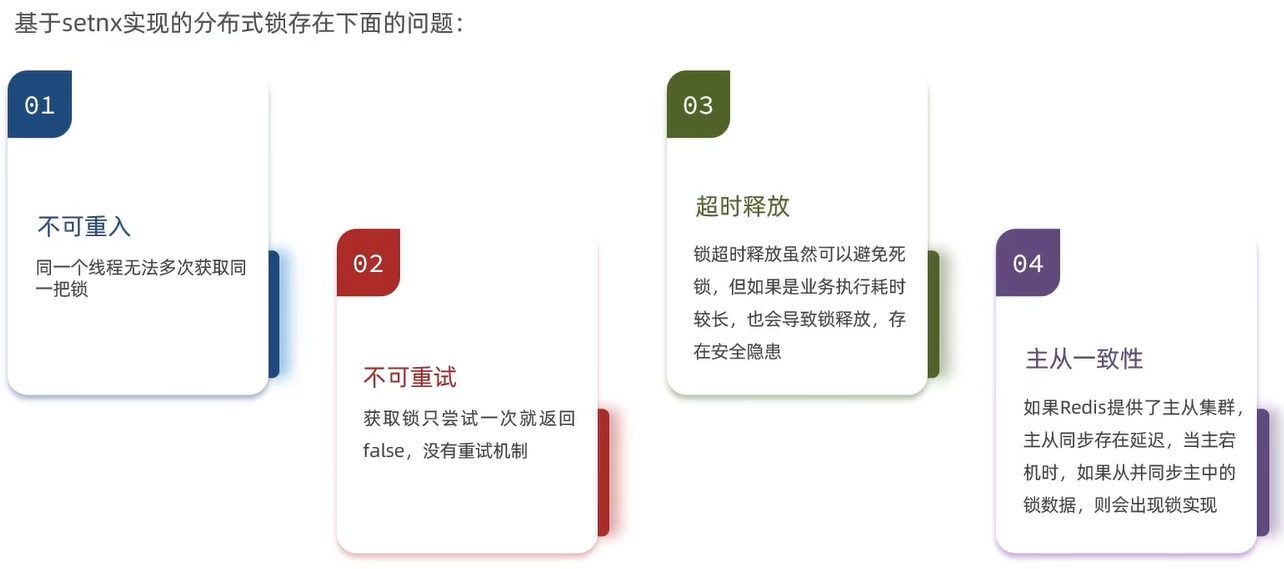 基于setnx实现的分布式锁存在下面的问题：
01
不可重入
同一个线程无法多次获取同
一把锁
02
不可重试
获取锁只尝试一次就返回
false，没有重试机制
03
超时释放
锁超时释放虽然可以避免死
锁，但如果是业务执行耗时
较长，也会导致锁释放，存
在安全隐患
04
主从一致性
如果Redis提供了主从集群，
主从同步存在延迟，当主宕
机时，如果从并同步主中的
锁数据，则会出现锁实现